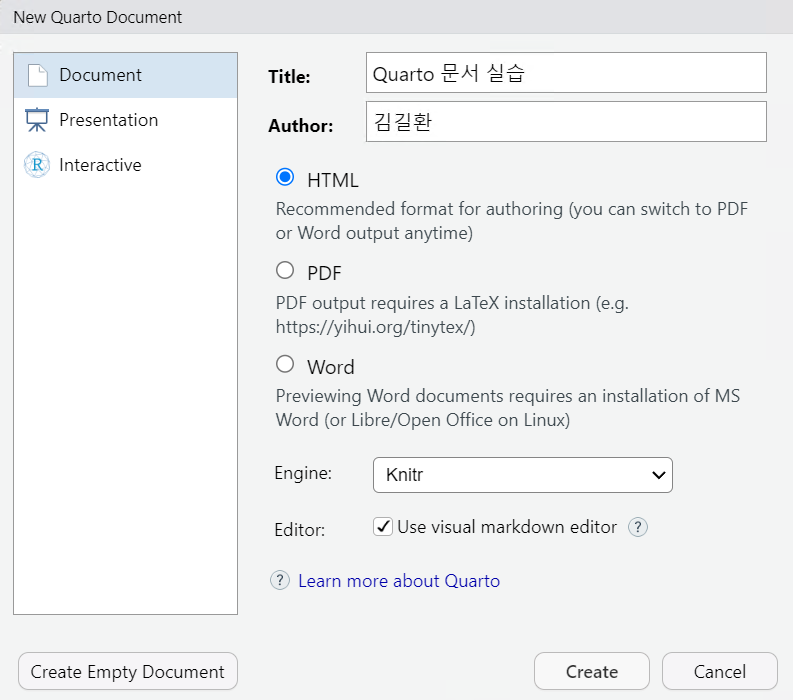 New Quarto Document
Document
Presentation
Interactive
Title:
Quarto 문서 실습
Author:
김길환
HTML
Recommended format for authoring (you can switch to PDF
or Word output anytime)
PDF
PDF output requires a LaTeX installation (e.g.
https://yihui.org/tinytex/)
Word
Previewing Word documents requires an installation of MS
Word (or Libre/Open Office on Linux)
Engine:
Knitr
Editor:
Use visual markdown editor ?
? Learn more about Quarto
Create Empty Document
Create
Cancel